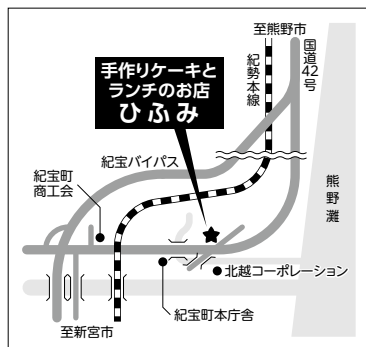 至熊野市
国道42号
紀勢本線
手作りケーキと
ランチのお店
ひふみ
紀宝バイパス
紀宝町
商工会
熊野灘
北越コーポレーション
紀宝町本庁舎
至新宮市